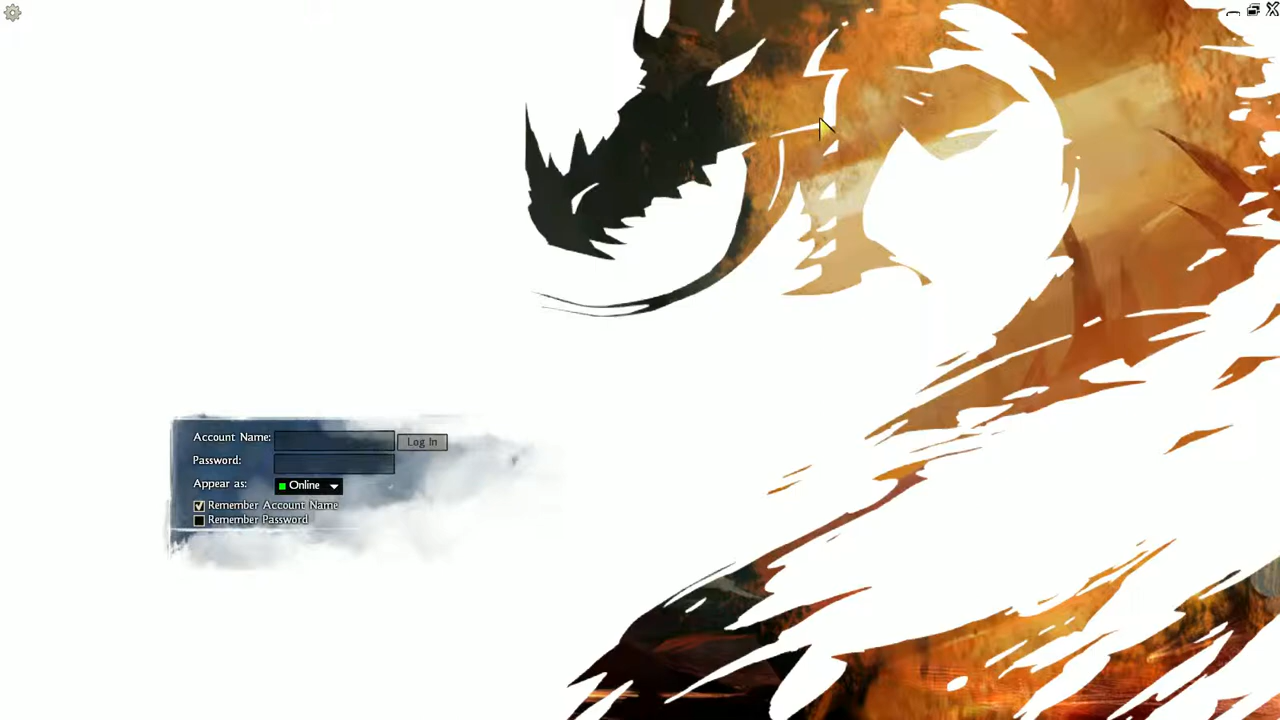 Account Name:
Log In
Password:
Appear as:
Online
Remember Account Name
Remember Password